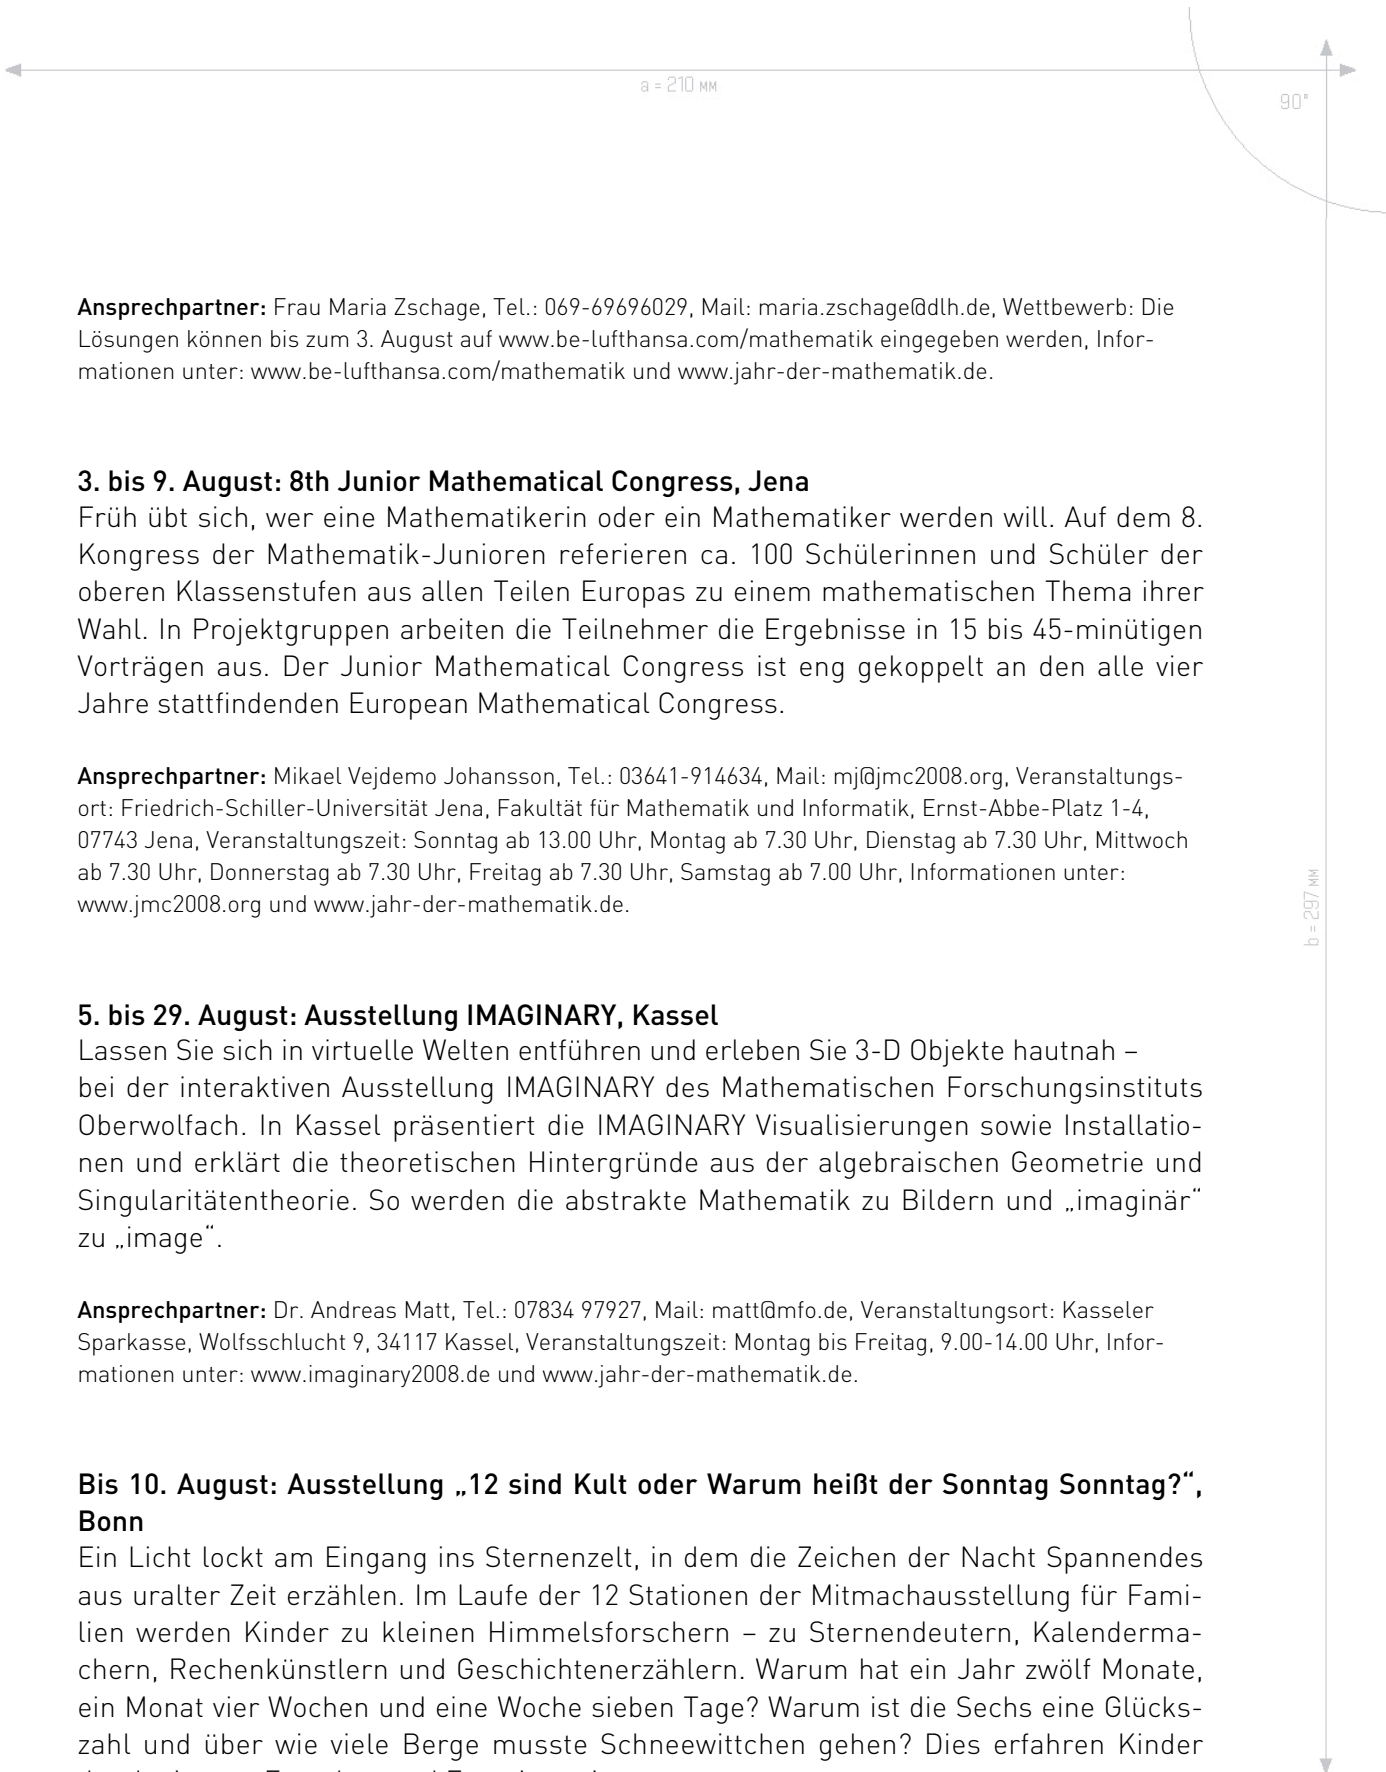 a = 210 MM
90°
Ansprechpartner: Frau Maria Zschage, Tel.: 069-69696029, Mail: maria.zschage@dlh.de, Wettbewerb: Die
Lösungen können bis zum 3. August auf www.be-lufthansa.com/mathematik eingegeben werden, Infor-
mationen unter: www.be-lufthansa.com/mathematik und www.jahr-der-mathematik.de.
3. bis 9. August: 8th Junior Mathematical Congress, Jena
Früh übt sich, wer eine Mathematikerin oder ein Mathematiker werden will. Auf dem 8.
Kongress der Mathematik-Junioren referieren ca. 100 Schülerinnen und Schüler der
oberen Klassenstufen aus allen Teilen Europas zu einem mathematischen Thema ihrer
Wahl. In Projektgruppen arbeiten die Teilnehmer die Ergebnisse in 15 bis 45-minütigen
Vorträgen aus. Der Junior Mathematical Congress ist eng gekoppelt an den alle vier
Jahre stattfindenden European Mathematical Congress.
Ansprechpartner: Mikael Vejdemo Johansson, Tel.: 03641-914634, Mail: mj@jmc2008.org, Veranstaltungs-
ort: Friedrich-Schiller-Universität Jena, Fakultät für Mathematik und Informatik, Ernst-Abbe-Platz 1-4,
07743 Jena, Veranstaltungszeit: Sonntag ab 13.00 Uhr, Montag ab 7.30 Uhr, Dienstag ab 7.30 Uhr, Mittwoch
ab 7.30 Uhr, Donnerstag ab 7.30 Uhr, Freitag ab 7.30 Uhr, Samstag ab 7.00 Uhr, Informationen unter:
www.jmc2008.org und www.jahr-der-mathematik.de.
b = 297 MM
5. bis 29. August: Ausstellung IMAGINARY, Kassel
Lassen Sie sich in virtuelle Welten entführen und erleben Sie 3-D Objekte hautnah –
bei der interaktiven Ausstellung IMAGINARY des Mathematischen Forschungsinstituts
Oberwolfach. In Kassel präsentiert die IMAGINARY Visualisierungen sowie Installatio-
nen und erklärt die theoretischen Hintergründe aus der algebraischen Geometrie und
Singularitätentheorie. So werden die abstrakte Mathematik zu Bildern und „imaginär“
zu „image“.
Ansprechpartner: Dr. Andreas Matt, Tel.: 07834 97927, Mail: matt@mfo.de, Veranstaltungsort: Kasseler
Sparkasse, Wolfsschlucht 9, 34117 Kassel, Veranstaltungszeit: Montag bis Freitag, 9.00-14.00 Uhr, Infor-
mationen unter: www.imaginary2008.de und www.jahr-der-mathematik.de.
Bis 10. August: Ausstellung „12 sind Kult oder Warum heißt der Sonntag Sonntag?“,
Bonn
Ein Licht lockt am Eingang ins Sternenzelt, in dem die Zeichen der Nacht Spannendes
aus uralter Zeit erzählen. Im Laufe der 12 Stationen der Mitmachausstellung für Fami-
lien werden Kinder zu kleinen Himmelsforschern – zu Sternendeutern, Kalenderma-
chern, Rechenkünstlern und Geschichtenerzählern. Warum hat ein Jahr zwölf Monate,
ein Monat vier Wochen und eine Woche sieben Tage? Warum ist die Sechs eine Glücks-
zahl und über wie viele Berge musste Schneewittchen gehen? Dies erfahren Kinder